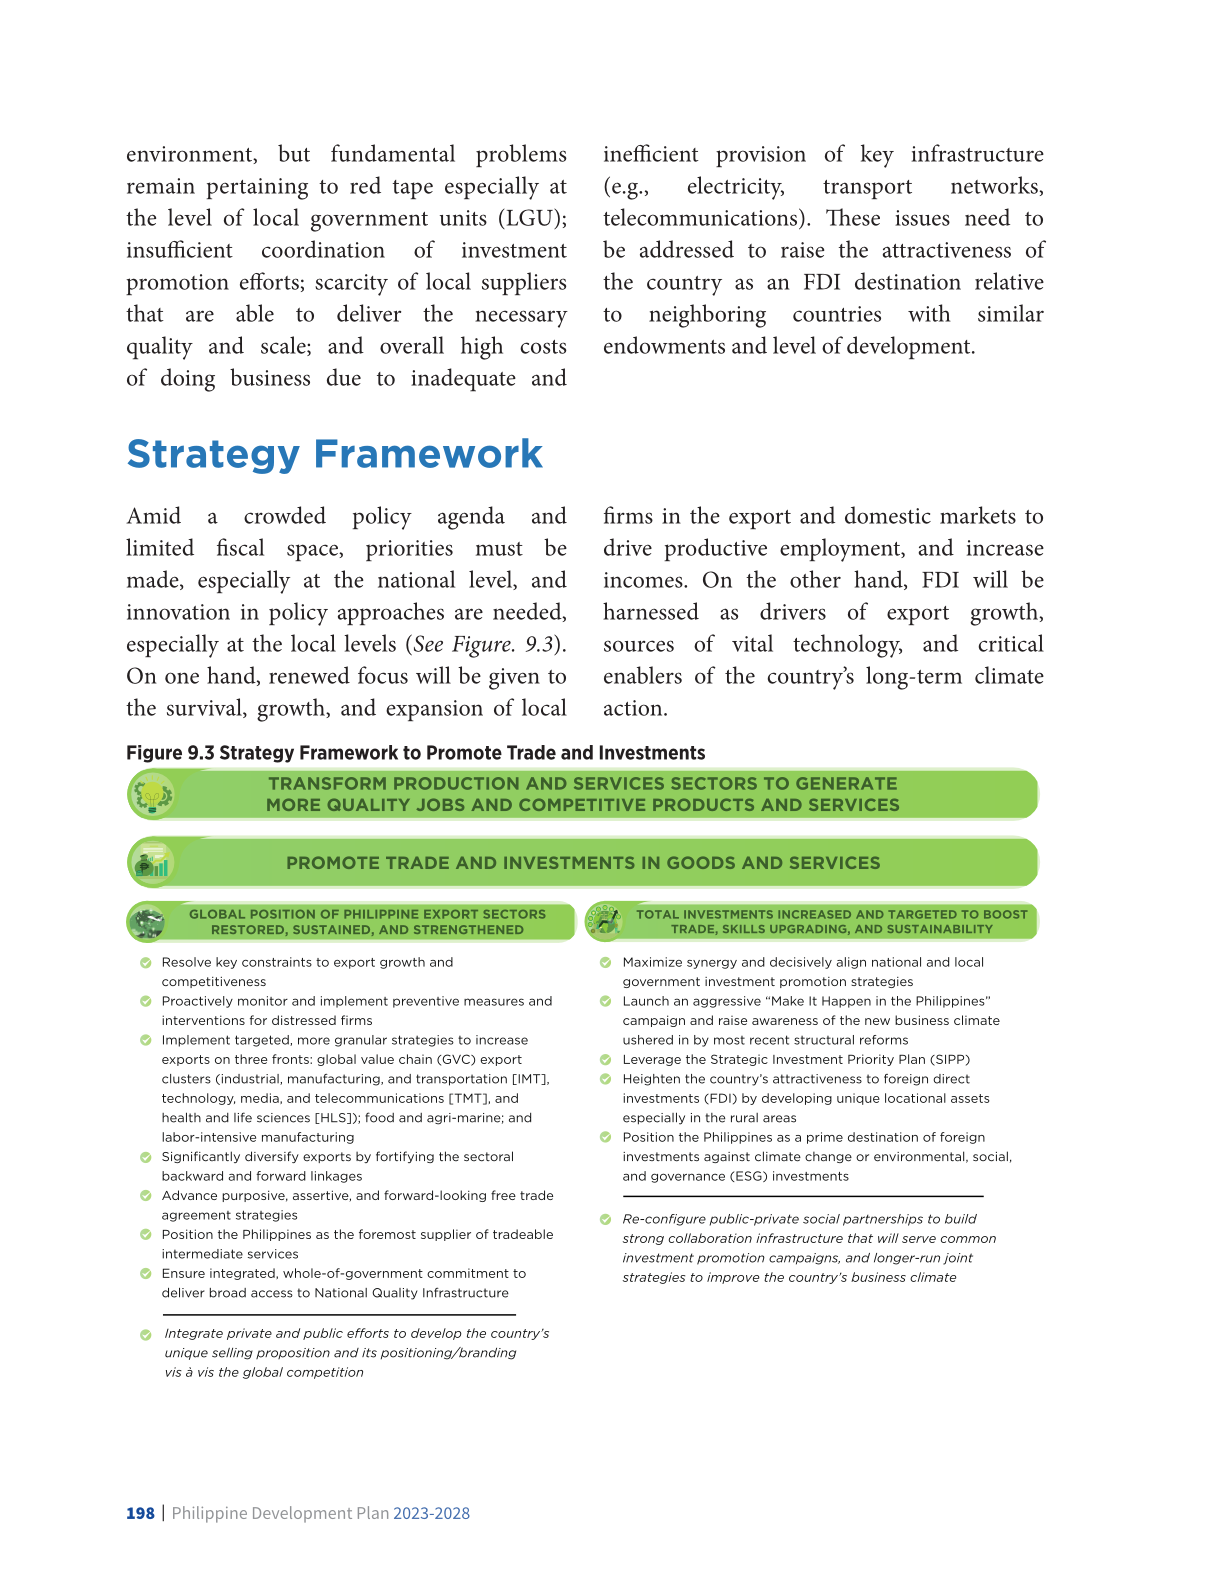 environment, but fundamental problems
remain pertaining to red tape especially at
the level of local government units (LGU);
insufficient coordination of investment
promotion efforts; scarcity of local suppliers
that are able to deliver the necessary
quality and scale; and overall high costs
of doing business due to inadequate and
inefficient provision of key infrastructure
(e.g., electricity, transport networks,
telecommunications). These issues need to
be addressed to raise the attractiveness of
the country as an FDI destination relative
to neighboring countries with similar
endowments and level of development.
Strategy Framework
Amid a crowded policy agenda and
limited fiscal space, priorities must be
made, especially at the national level, and
innovation in policy approaches are needed,
especially at the local levels (See Figure. 9.3).
On one hand, renewed focus will be given to
the survival, growth, and expansion of local
firms in the export and domestic markets to
drive productive employment, and increase
incomes. On the other hand, FDI will be
harnessed as drivers of export growth,
sources of vital technology, and critical
enablers of the country’s long-term climate
action.
Figure 9.3 Strategy Framework to Promote Trade and Investments
TRANSFORM PRODUCTION AND SERVICES SECTORS TO GENERATE
MORE QUALITY JOBS AND COMPETITIVE PRODUCTS AND SERVICES
PROMOTE TRADE AND INVESTMENTS IN GOODS AND SERVICES
GLOBAL POSITION OF PHILIPPINE EXPORT SECTORS
RESTORED, SUSTAINED, AND STRENGTHENED
Resolve key constraints to export growth and
competitiveness
Proactively monitor and implement preventive measures and
interventions for distressed firms
Implement targeted, more granular strategies to increase
exports on three fronts: global value chain (GVC) export
clusters (industrial, manufacturing, and transportation [IMT],
technology, media, and telecommunications [TMT], and
health and life sciences [HLS]); food and agri-marine; and
labor-intensive manufacturing
Significantly diversify exports by fortifying the sectoral
backward and forward linkages
Advance purposive, assertive, and forward-looking free trade
agreement strategies
Position the Philippines as the foremost supplier of tradeable
intermediate services
Ensure integrated, whole-of-government commitment to
deliver broad access to National Quality Infrastructure
Integrate private and public efforts to develop the country’s
unique selling proposition and its positioning/branding
vis à vis the global competition
TOTAL INVESTMENTS INCREASED AND TARGETED TO BOOST
TRADE, SKILLS UPGRADING, AND SUSTAINABILITY
Maximize synergy and decisively align national and local
government investment promotion strategies
Launch an aggressive “Make It Happen in the Philippines”
campaign and raise awareness of the new business climate
ushered in by most recent structural reforms
Leverage the Strategic Investment Priority Plan (SIPP)
Heighten the country’s attractiveness to foreign direct
investments (FDI) by developing unique locational assets
especially in the rural areas
Position the Philippines as a prime destination of foreign
investments against climate change or environmental, social,
and governance (ESG) investments
Re-configure public-private social partnerships to build
strong collaboration infrastructure that will serve common
investment promotion campaigns, and longer-run joint
strategies to improve the country’s business climate
198 | Philippine Development Plan 2023-2028